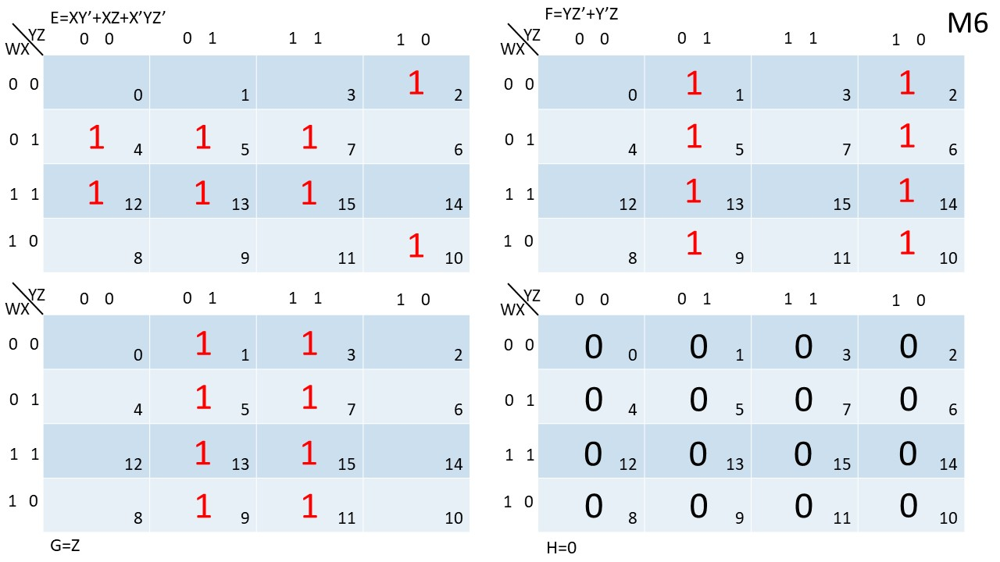 E=XY’+XZ+X’YZ’
YZ
WX
0 0 0 1 1 1 1 0
0 0 0 1 3 1 2
0 1 1 4 1 5 1 7 6
1 1 1 12 1 13 1 15 14
1 0 8 9 11 1 10
F=YZ’+Y’Z
M6
YZ
WX
0 0 0 1 1 1 1 0
0 0 0 1 1 3 1 2
0 1 4 1 5 7 1 6
1 1 12 1 13 15 1 14
1 0 8 1 9 11 1 10
YZ
WX
0 0 0 1 1 1 1 0
0 0 0 1 1 1 3 2
0 1 4 1 5 1 7 6
1 1 12 1 13 1 15 14
1 0 8 1 9 1 11 10
G=Z
YZ
WX
0 0 0 1 1 1 1 0
0 0 0 0 0 1 0 3 0 2
0 1 0 4 0 5 0 7 0 6
1 1 0 12 0 13 0 15 0 14
1 0 0 8 0 9 0 11 0 10
H=0